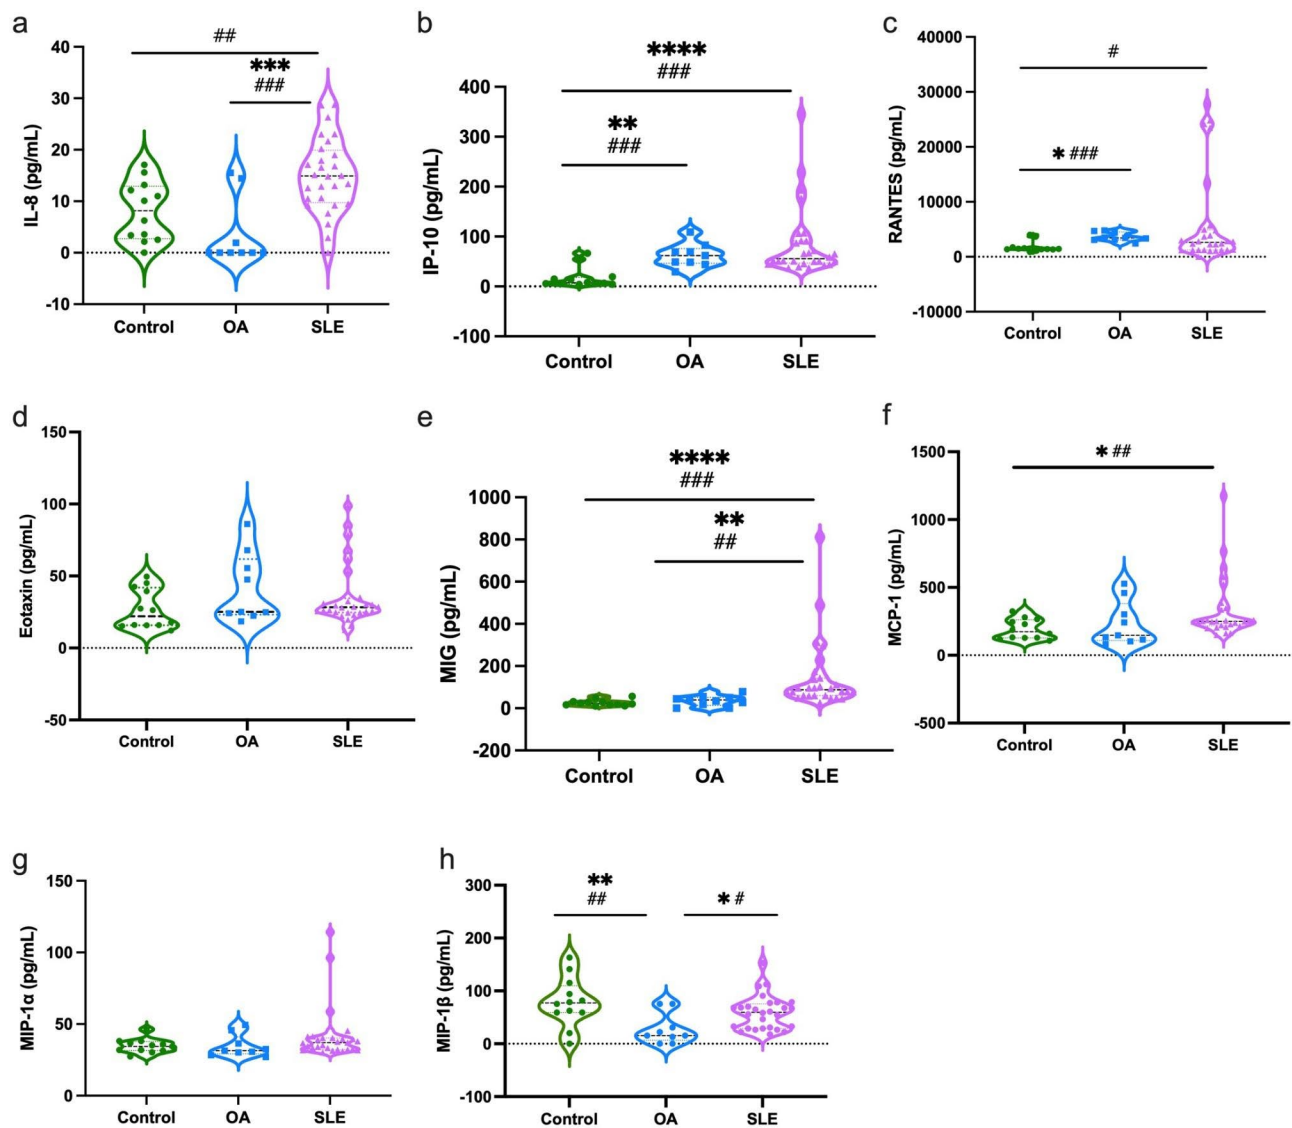 a
IL-8 (pg/mL)
40
30
20
10
0
-10
##
***
###
Control OA SLE
b
IP-10 (pg/mL)
400
300
200
100
0
-100
****
###
**
###
Control OA SLE
c
RANTES (pg/mL)
40000
30000
20000
10000
0
-10000
#
* ###
Control OA SLE
d
Eotaxin (pg/mL)
150
100
50
0
-50
Control OA SLE
e
MIG (pg/mL)
1000
800
600
400
200
0
-200
****
###
**
##
Control OA SLE
f
MCP-1 (pg/mL)
1500
1000
500
0
-500
* ##
Control OA SLE
g
MIP-1α (pg/mL)
150
100
50
0
Control OA SLE
h
MIP-1β (pg/mL)
300
200
100
0
-100
**
##
* #
Control OA SLE